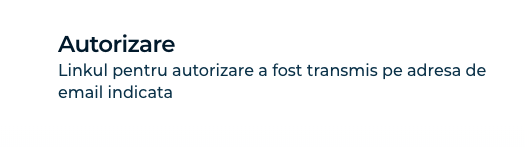 Autorizare
Linkul pentru autorizare a fost transmis pe adresa de
email indicata